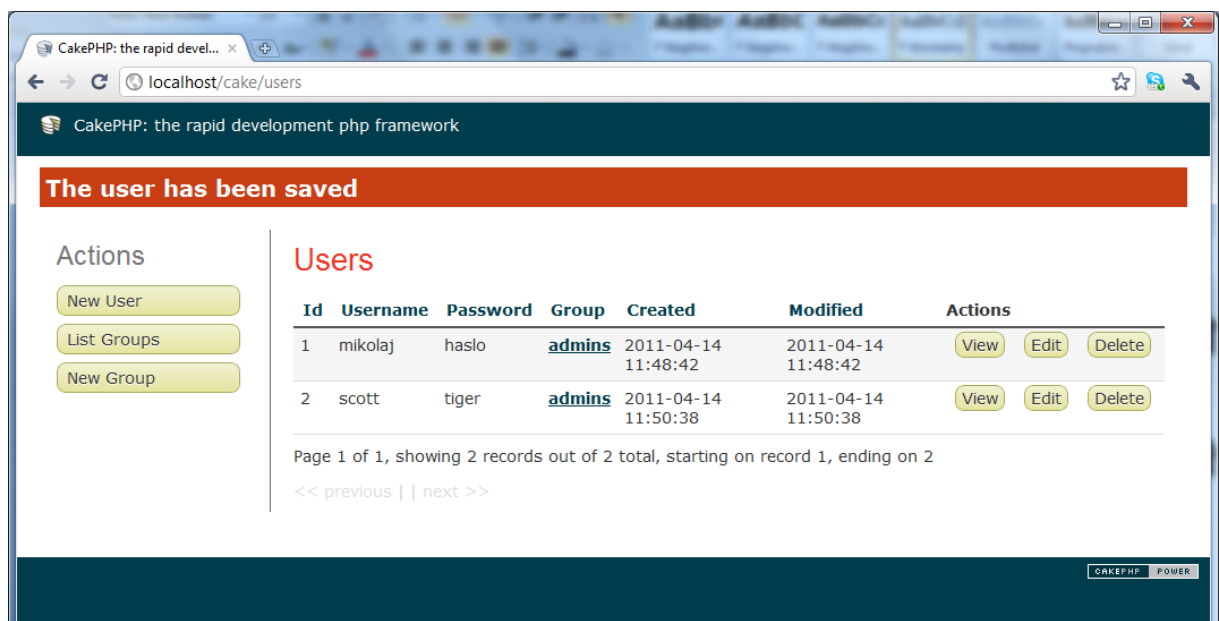 CakePHP: the rapid devel...
localhost/cake/users
CakePHP: the rapid development php framework
The user has been saved
Actions
New User
List Groups
New Group
Users
Id Username Password Group Created Modified Actions
1 mikolaj haslo admins 2011-04-14 11:48:42 2011-04-14 11:48:42 View Edit Delete
2 scott tiger admins 2011-04-14 11:50:38 2011-04-14 11:50:38 View Edit Delete
Page 1 of 1, showing 2 records out of 2 total, starting on record 1, ending on 2
<< previous | | next >>
CAKEPHP POWER